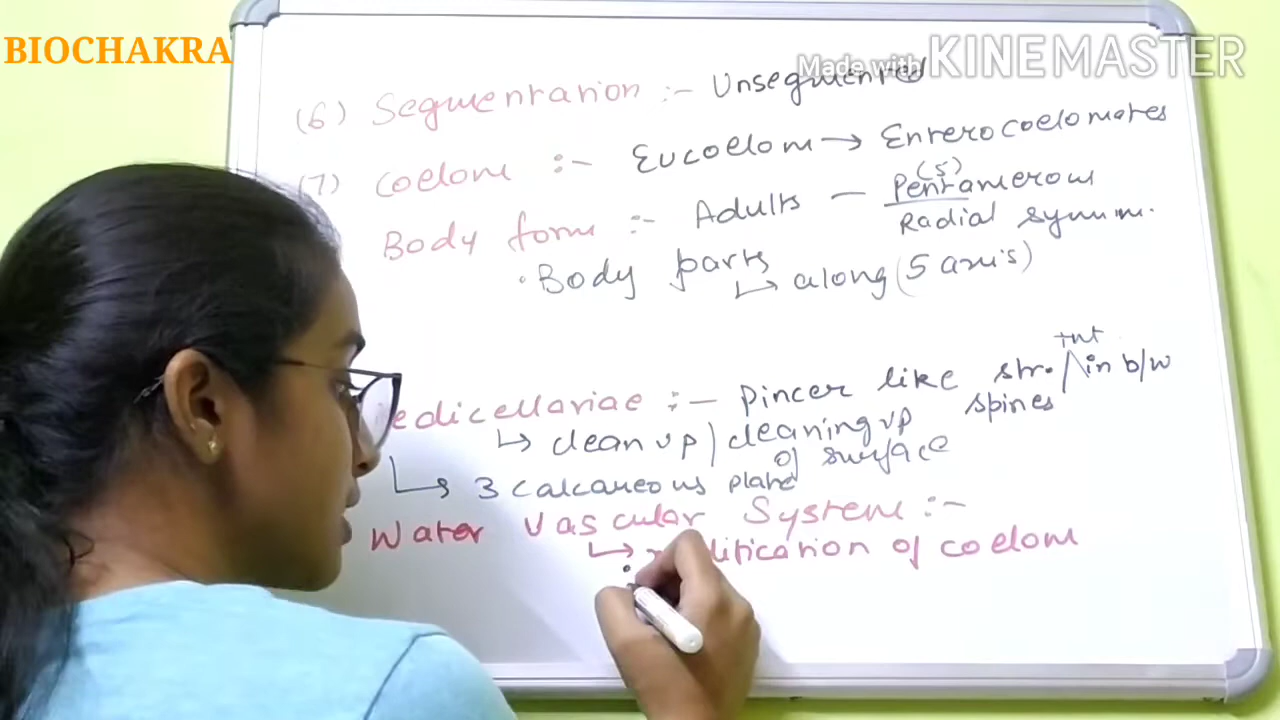 BIOCHAKRA
Made with KINEMASTER
(6) Segmentation :- Unsegmented
(7) Coelom :- Eucoelom → Enterocoelomates
Body form :- Adults - Pentamerous (5)
Radial symm.
• Body parts
↳ along (5 axis)
edicellariae :- Pincer like str. / in b/w
spines
↳ clean up / cleaning up
of surface
↳ 3 calcareous plate
Water Vascular System :-
↳ of coelom